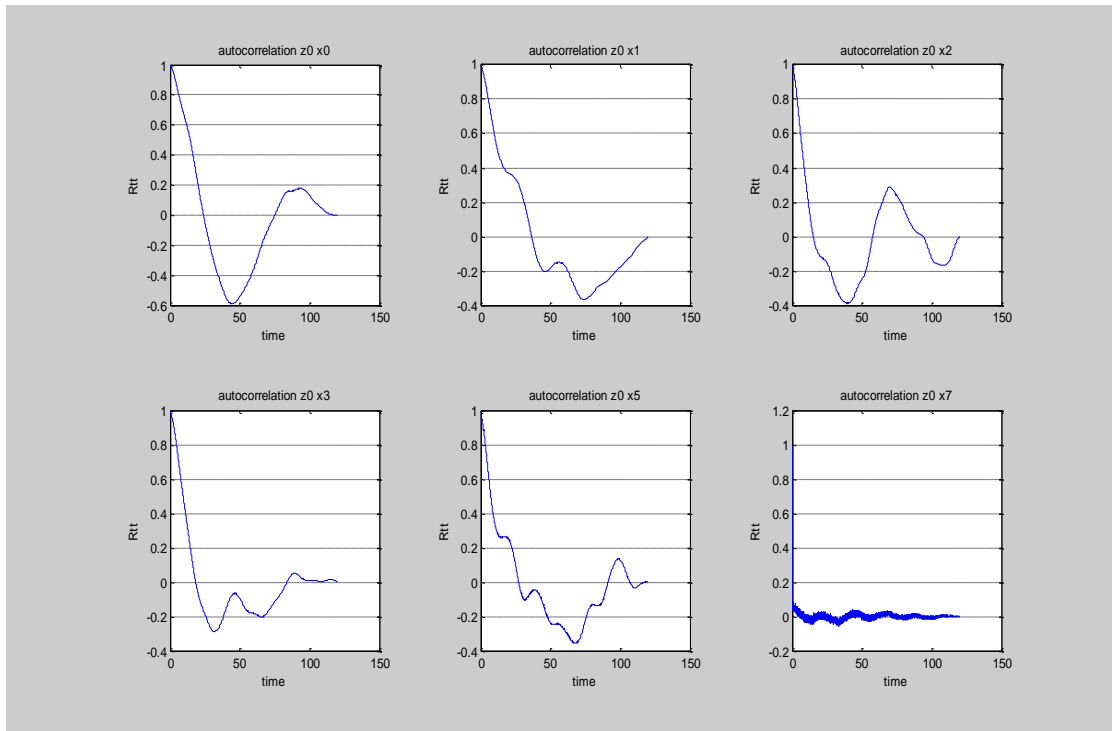 autocorrelation z0 x0
1
0.8
0.6
0.4
0.2
0
-0.2
-0.4
-0.6
Rtt
0 50 100 150
time
autocorrelation z0 x1
1
0.8
0.6
0.4
0.2
0
-0.2
-0.4
Rtt
0 50 100 150
time
autocorrelation z0 x2
1
0.8
0.6
0.4
0.2
0
-0.2
-0.4
Rtt
0 50 100 150
time
autocorrelation z0 x3
1
0.8
0.6
0.4
0.2
0
-0.2
-0.4
Rtt
0 50 100 150
time
autocorrelation z0 x5
1
0.8
0.6
0.4
0.2
0
-0.2
-0.4
Rtt
0 50 100 150
time
autocorrelation z0 x7
1.2
1
0.8
0.6
0.4
0.2
0
-0.2
Rtt
0 50 100 150
time